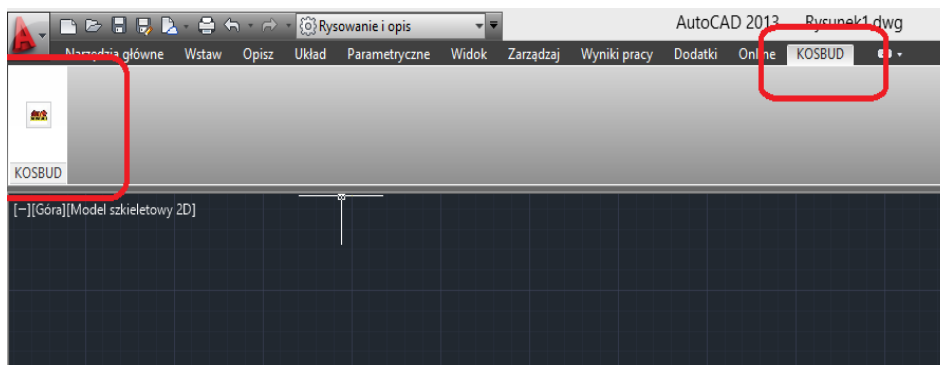 Rysowanie i opis AutoCAD 2013 Rysunek1.dwg
Narzędzia główne Wstaw Opisz Układ Parametryczne Widok Zarządzaj Wyniki pracy Dodatki Online KOSBUD
KOSBUD
[−][Góra][Model szkieletowy 2D]